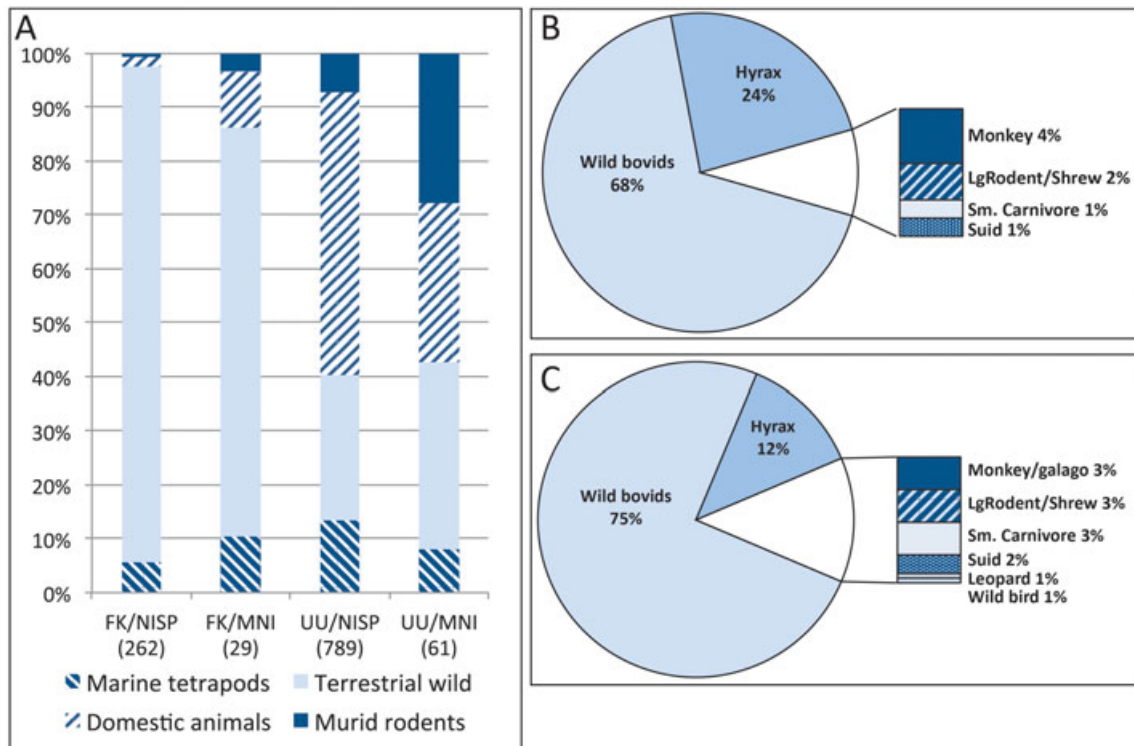 A
100%
90%
80%
70%
60%
50%
40%
30%
20%
10%
0%
FK/NISP FK/MNI UU/NISP UU/MNI
(262) (29) (789) (61)
Marine tetrapods Terrestrial wild
Domestic animals Murid rodents
B
Hyrax
24%
Wild bovids
68%
Monkey 4%
LgRodent/Shrew 2%
Sm. Carnivore 1%
Suid 1%
C
Hyrax
12%
Wild bovids
75%
Monkey/galago 3%
LgRodent/Shrew 3%
Sm. Carnivore 3%
Suid 2%
Leopard 1%
Wild bird 1%